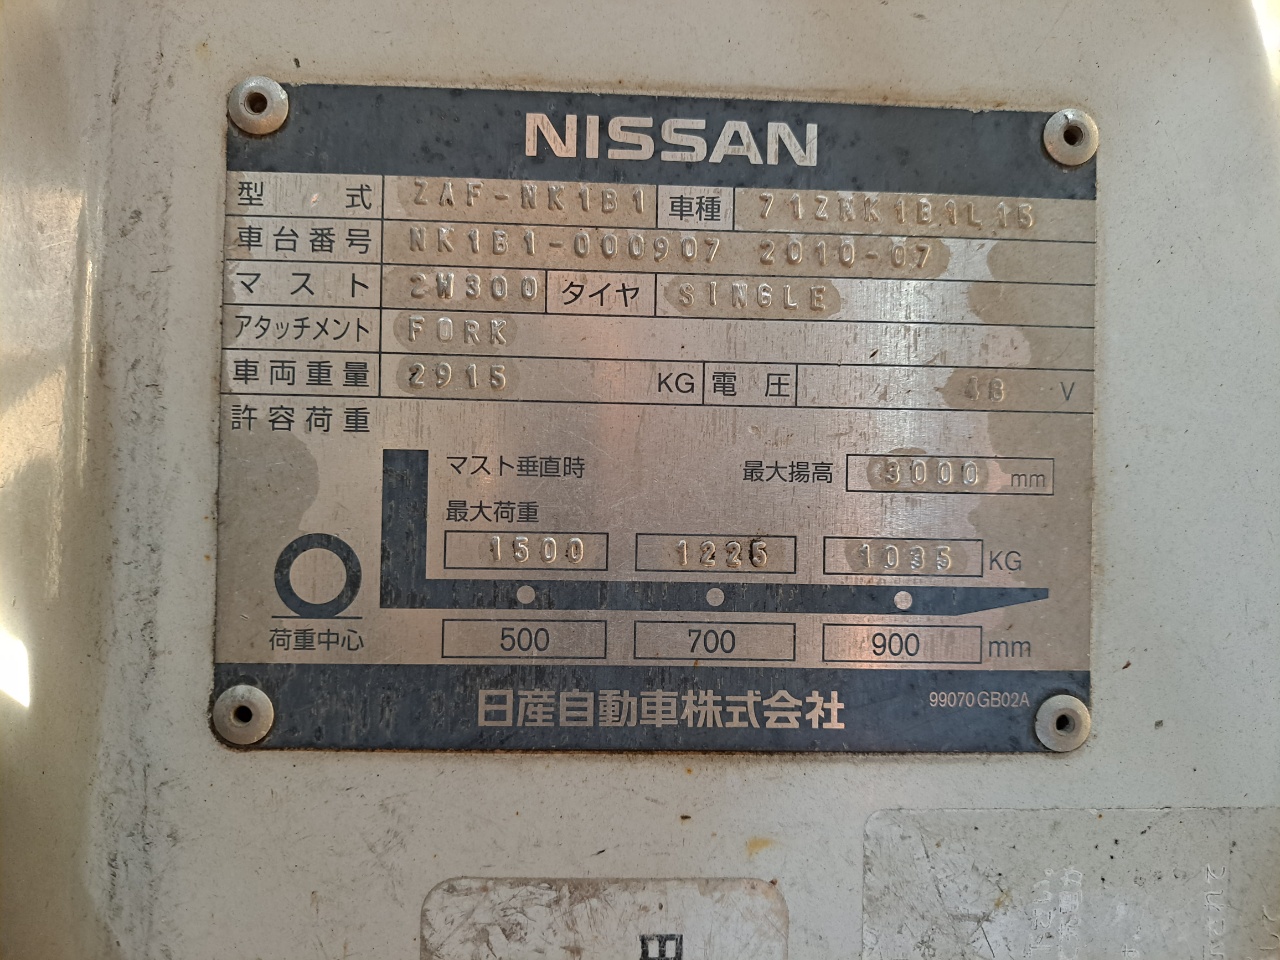 NISSAN
型式 ZAF-NK1B1 車種 71ZNK1B1L15
車台番号 NK1B1-000907 2010-07
マスト 2W300 タイヤ SINGLE
アタッチメント FORK
車両重量 2915 KG 電圧 48 V
許容荷重
マスト垂直時 最大揚高 3000 mm
最大荷重
1500 1225 1035 KG
荷重中心 500 700 900 mm
日産自動車株式会社 99070GB02A